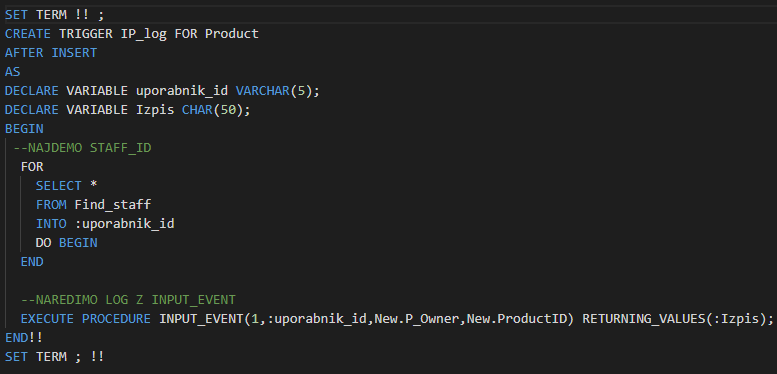 SET TERM !! ;
CREATE TRIGGER IP_log FOR Product
AFTER INSERT
AS
DECLARE VARIABLE uporabnik_id VARCHAR(5);
DECLARE VARIABLE Izpis CHAR(50);
BEGIN
--NAJDEMO STAFF_ID
FOR
SELECT *
FROM Find_staff
INTO :uporabnik_id
DO BEGIN
END
--NAREDIMO LOG Z INPUT_EVENT
EXECUTE PROCEDURE INPUT_EVENT(1,:uporabnik_id,New.P_Owner,New.ProductID) RETURNING_VALUES(:Izpis);
END!!
SET TERM ; !!